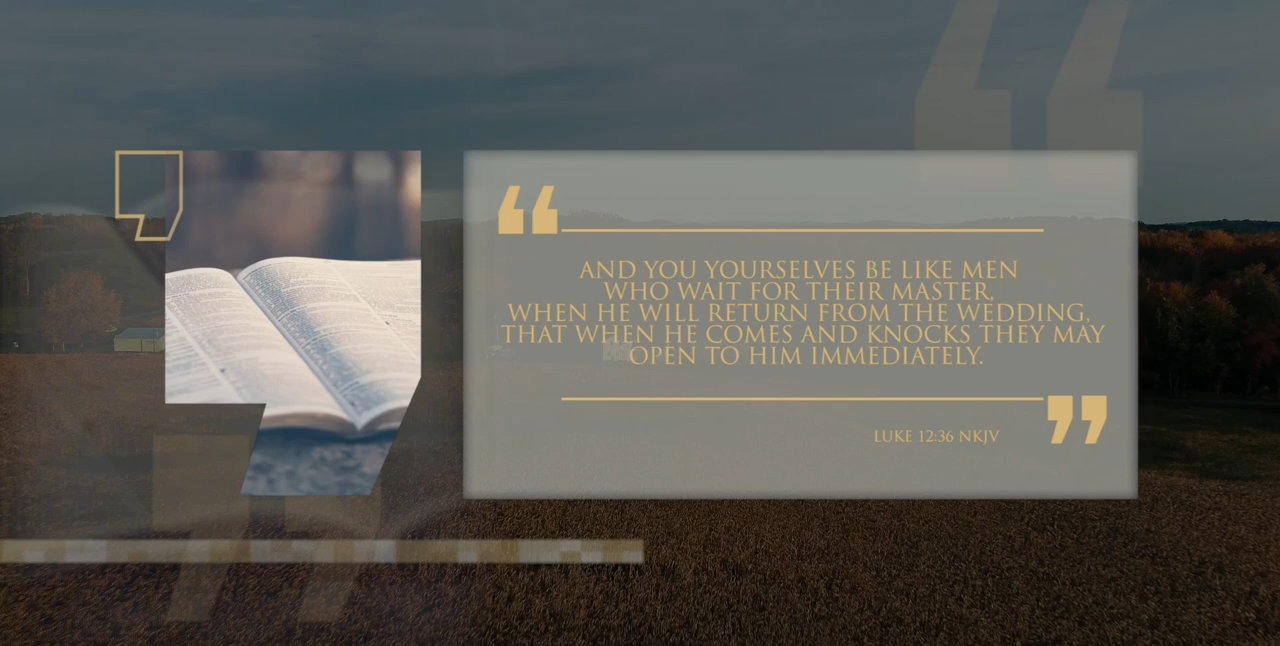 “
AND YOU YOURSELVES BE LIKE MEN
WHO WAIT FOR THEIR MASTER,
WHEN HE WILL RETURN FROM THE WEDDING,
THAT WHEN HE COMES AND KNOCKS THEY MAY
OPEN TO HIM IMMEDIATELY.
”
LUKE 12:36 NKJV